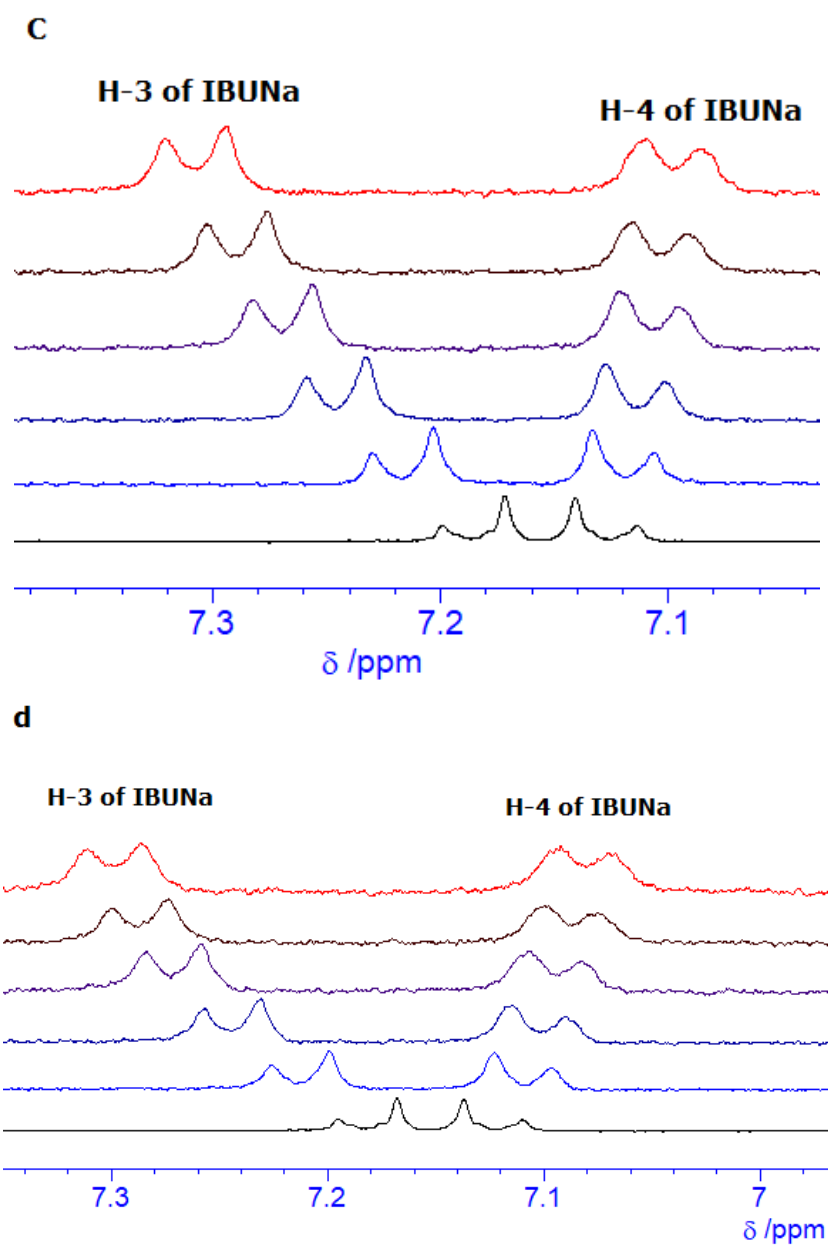 C
H-3 of IBUNa
H-4 of IBUNa
7.3 7.2 7.1
δ /ppm
d
H-3 of IBUNa
H-4 of IBUNa
7.3 7.2 7.1 7
δ /ppm